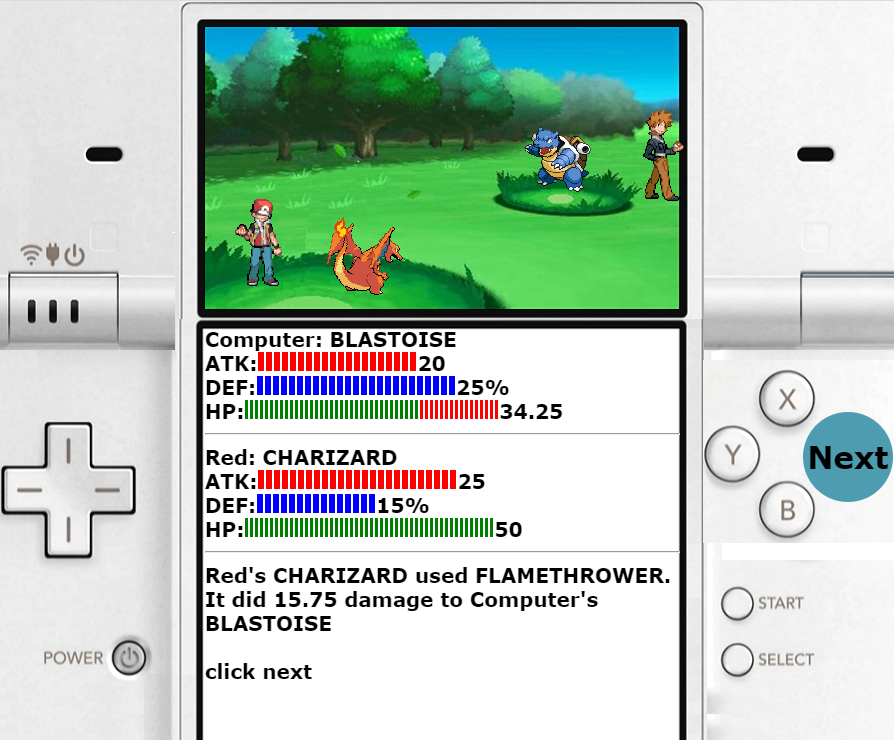 Computer: BLASTOISE
ATK:20
DEF:25%
HP:34.25
Red: CHARIZARD
ATK:25
DEF:15%
HP:50
Red's CHARIZARD used FLAMETHROWER.
It did 15.75 damage to Computer's
BLASTOISE
click next
X
Y
Next
B
START
SELECT
POWER